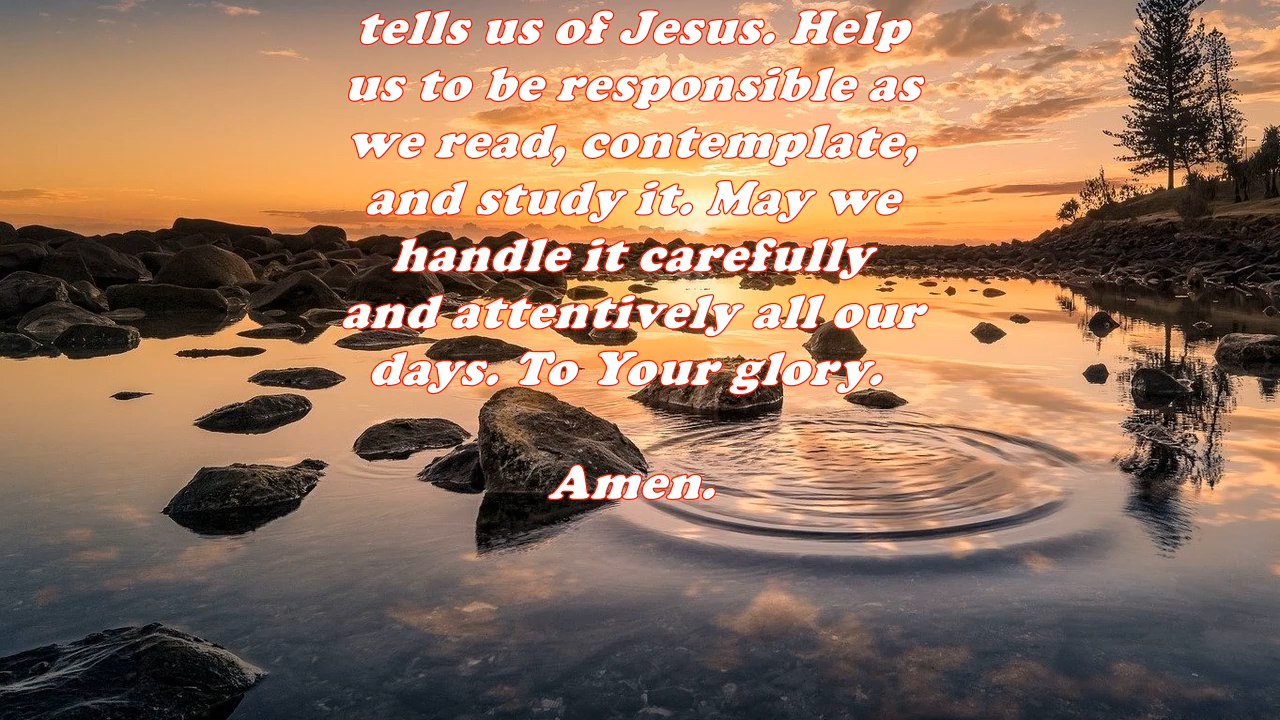 tells us of Jesus. Help
us to be responsible as
we read, contemplate,
and study it. May we
handle it carefully
and attentively all our
days. To Your glory.
Amen.